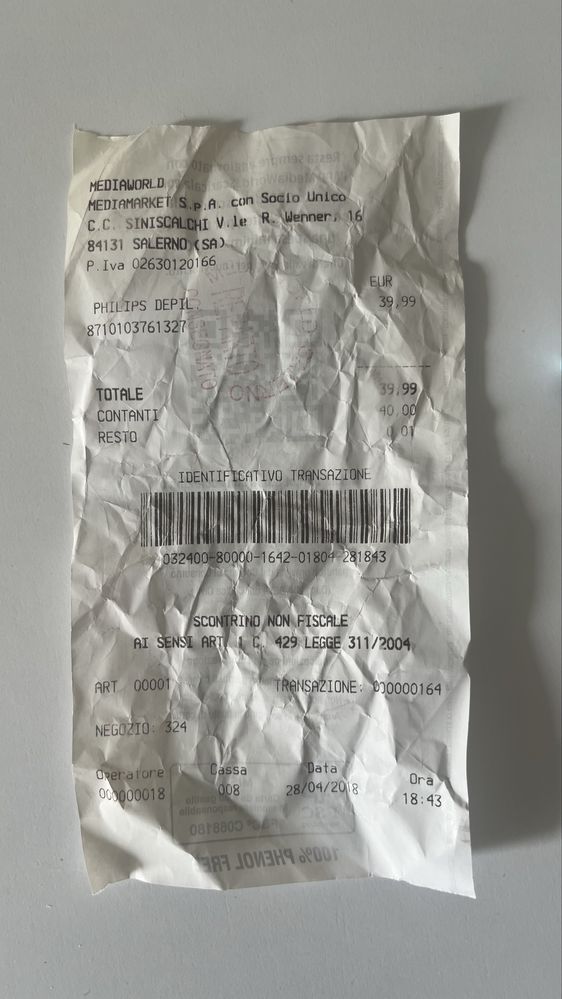 MEDIAWORLD
MEDIAMARKET S.p.A. con Socio Unico
C.C. SINISCALCHI V.le R. Wenner, 16
84131 SALERNO (SA)
P.Iva 02630120166
EUR
PHILIPS DEPIL. 39,99
8710103761327
TOTALE 39,99
CONTANTI 40,00
RESTO 0,01
IDENTIFICATIVO TRANSAZIONE
032400-80000-1642-01804-281843
SCONTRINO NON FISCALE
AI SENSI ART. 1 C. 429 LEGGE 311/2004
ART 00001 TRANSAZIONE: 000000164
NEGOZIO: 324
Operatore Cassa Data Ora
000000018 008 28/04/2018 18:43
100% PHENOL FREE